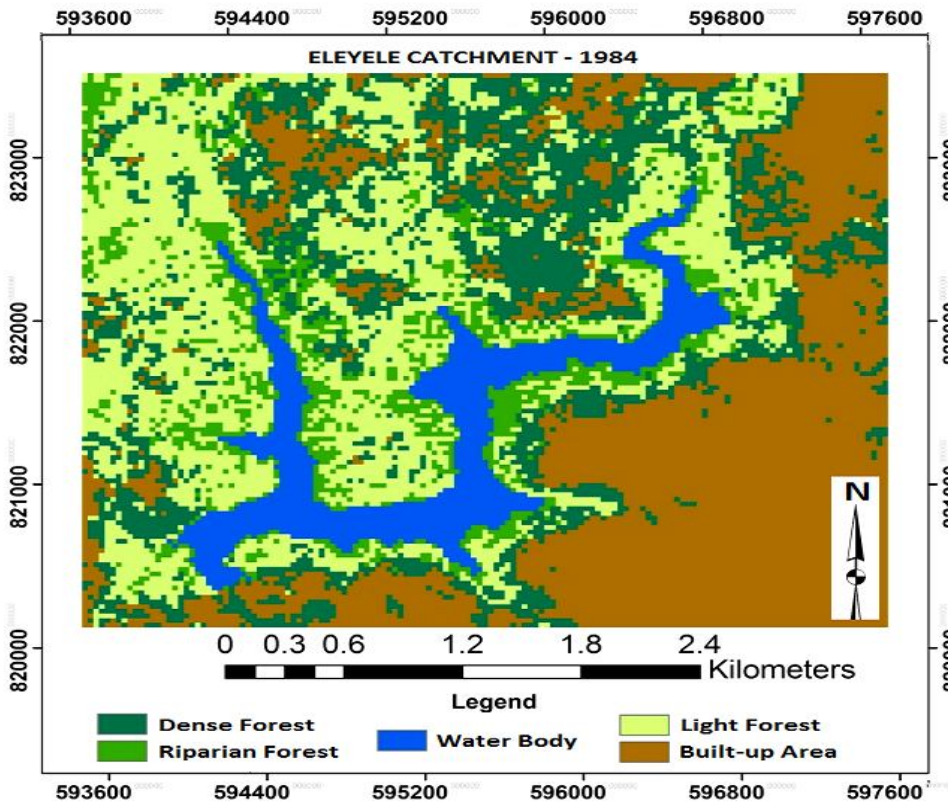 593600 594400 595200 596000 596800 597600
ELEYELE CATCHMENT - 1984
823000
822000
821000
820000
N
0 0.3 0.6 1.2 1.8 2.4
Kilometers
Legend
Dense Forest
Riparian Forest
Water Body
Light Forest
Built-up Area
593600 594400 595200 596000 596800 597600